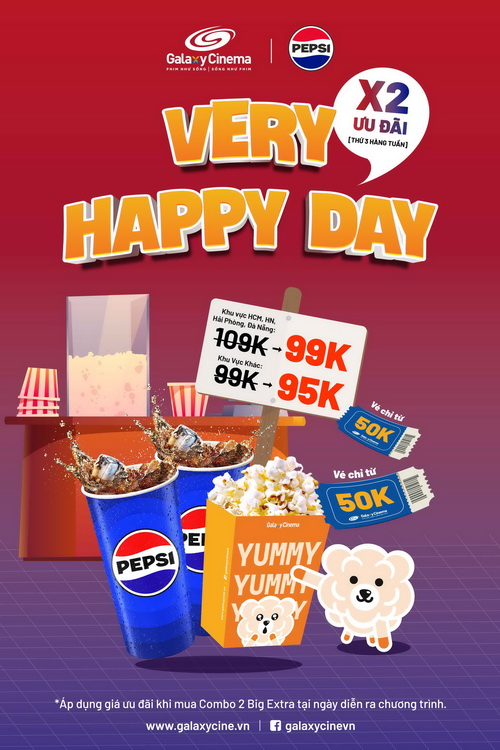 Galaxy Cinema
PHIM NHƯ SỐNG | SỐNG NHƯ PHIM
PEPSI
X2
ƯU ĐÃI
[THỨ 3 HÀNG TUẦN]
VERY
HAPPY DAY
Khu vực HCM, HN,
Hải Phòng, Đà Nẵng:
109K → 99K
Khu Vực Khác:
99K → 95K
Vé chỉ từ
50K
Vé chỉ từ
50K
Galaxy Cinema
PEPSI
PE
Galaxy Cinema
YUMMY
YUMMY
Y
*Áp dụng giá ưu đãi khi mua Combo 2 Big Extra tại ngày diễn ra chương trình.
www.galaxycine.vn | galaxycinevn